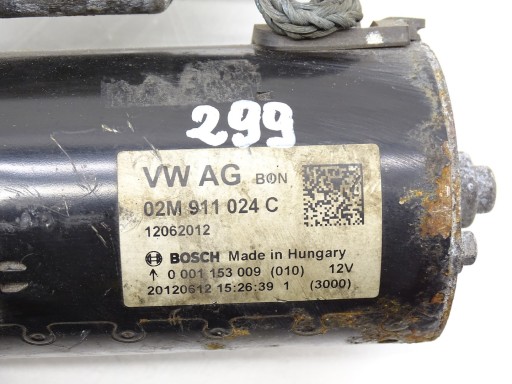 299
VW AG BON
02M 911 024 C
12062012
BOSCH Made in Hungary
↑ 0 001 153 009 (010) 12V
20120612 15:26:39 1 (3000)